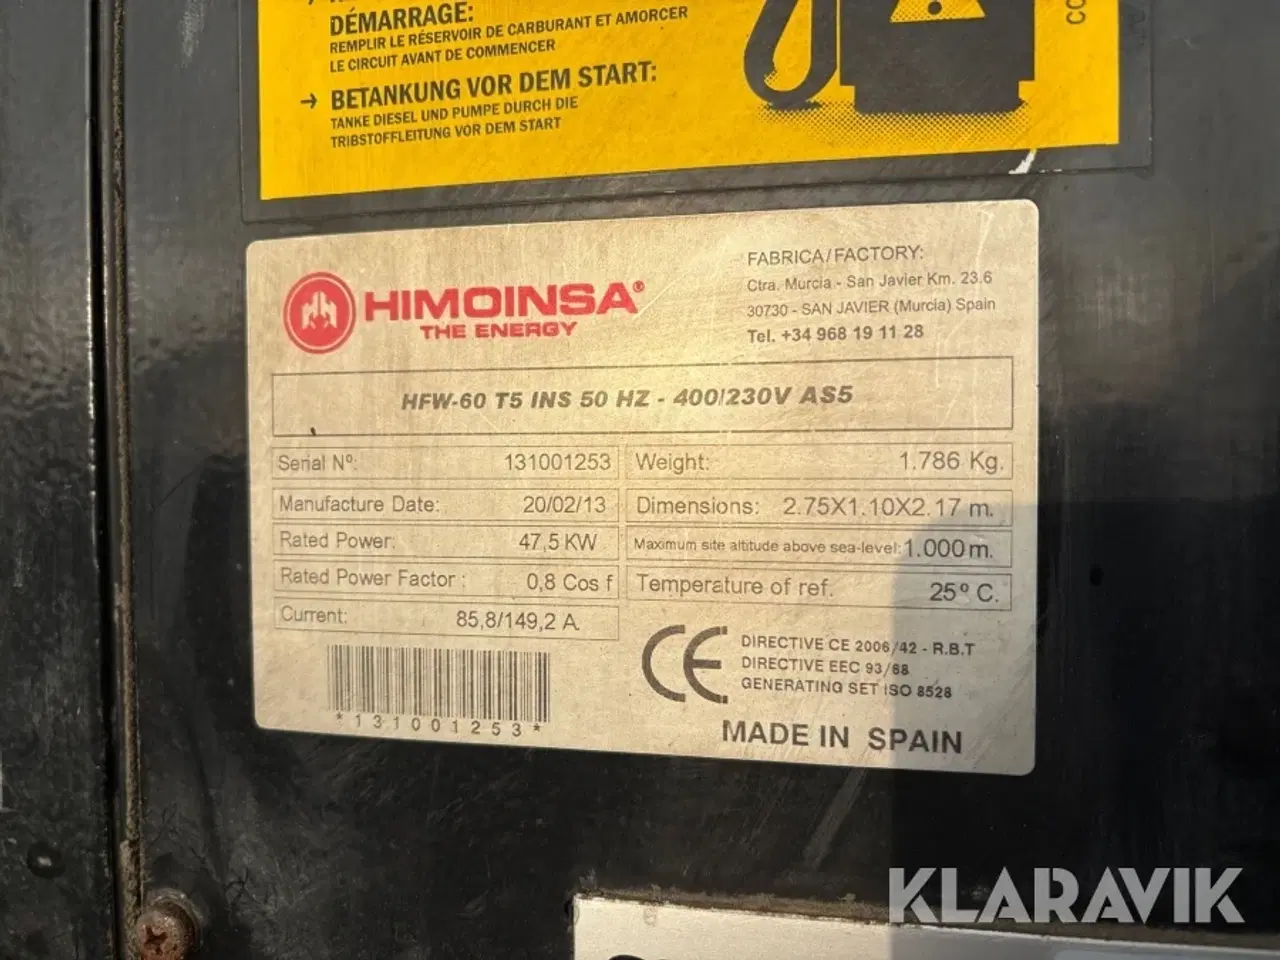 DÉMARRAGE:
REMPLIR LE RÉSERVOIR DE CARBURANT ET AMORCER
LE CIRCUIT AVANT DE COMMENCER
→ BETANKUNG VOR DEM START:
TANKE DIESEL UND PUMPE DURCH DIE
TRIBSTOFFLEITUNG VOR DEM START
HIMOINSA®
THE ENERGY
FABRICA/FACTORY:
Ctra. Murcia - San Javier Km. 23.6
30730 - SAN JAVIER (Murcia) Spain
Tel. +34 968 19 11 28
HFW-60 T5 INS 50 HZ - 400/230V AS5
Serial Nº: 131001253
Weight: 1.786 Kg.
Manufacture Date: 20/02/13
Dimensions: 2.75X1.10X2.17 m.
Rated Power: 47,5 KW
Maximum site altitude above sea-level: 1.000 m.
Rated Power Factor : 0,8 Cos f
Temperature of ref. 25º C.
Current: 85,8/149,2 A
*131001253*
CE
DIRECTIVE CE 2006/42 - R.B.T
DIRECTIVE EEC 93/68
GENERATING SET ISO 8528
MADE IN SPAIN
KLARAVIK